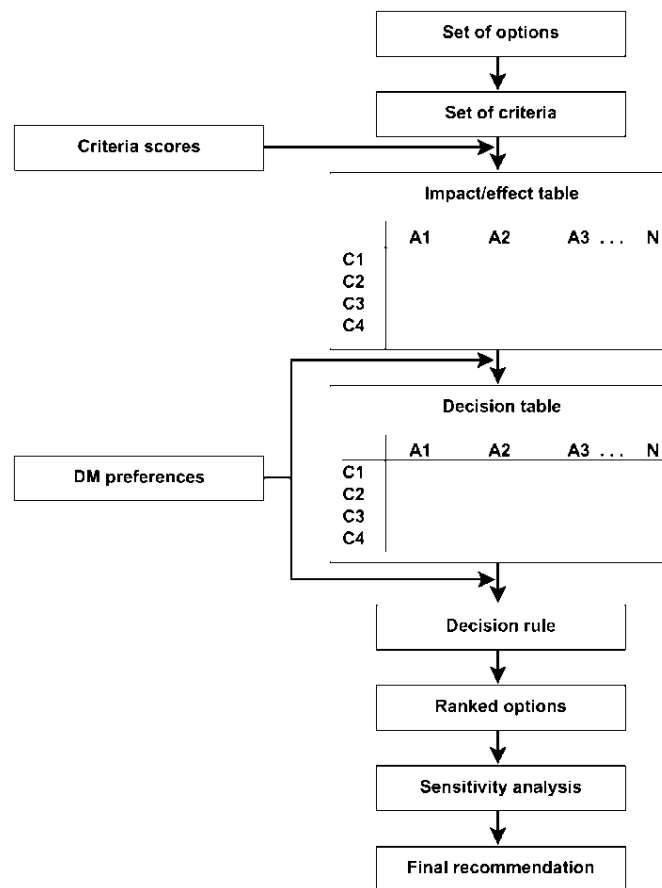 Set of options
Set of criteria
Criteria scores
Impact/effect table
A1 A2 A3 ... N
C1
C2
C3
C4
Decision table
A1 A2 A3 ... N
C1
C2
C3
C4
DM preferences
Decision rule
Ranked options
Sensitivity analysis
Final recommendation